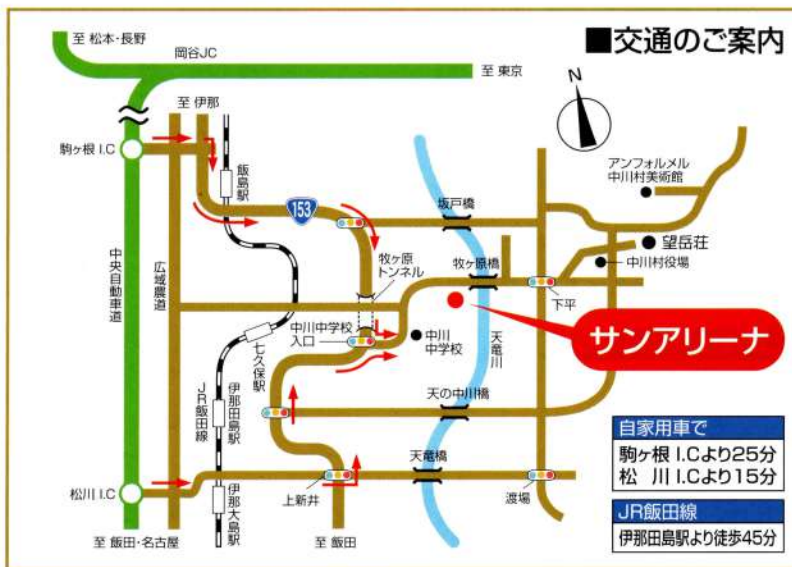 ■交通のご案内
至 松本・長野
岡谷JC
至 東京
N
至 伊那
駒ヶ根 I.C
飯島駅
153
坂戸橋
アンフォルメル
中川村美術館
望岳荘
中川村役場
中央自動車道
広域農道
牧ヶ原
トンネル
牧ヶ原橋
下平
サンアリーナ
中川中学校
入口
中川
中学校
天竜川
七久保駅
JR飯田線
伊那田島駅
天の中川橋
天竜橋
上新井
渡場
松川 I.C
伊那大島駅
至 飯田・名古屋
至 飯田
自家用車で
駒ヶ根 I.Cより25分
松 川 I.Cより15分
JR飯田線
伊那田島駅より徒歩45分